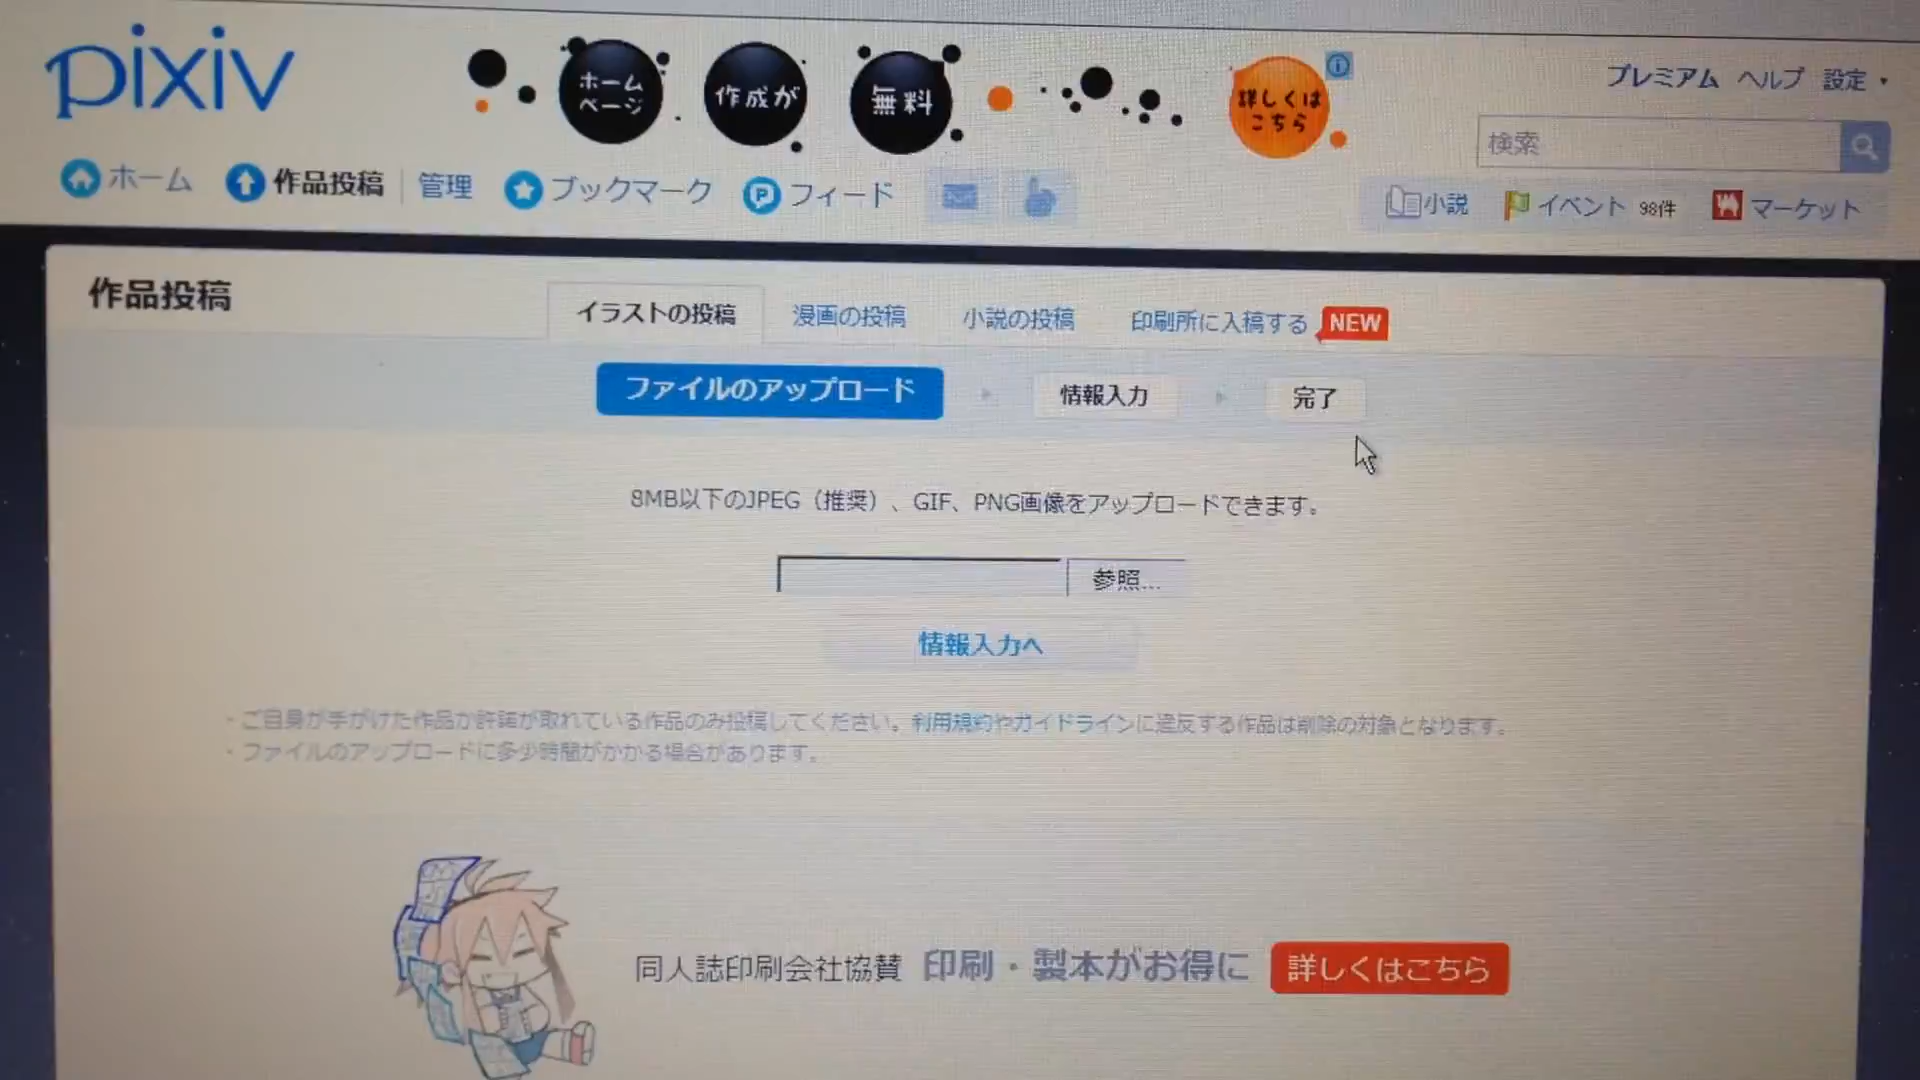 pixiv
ホーム
ページ
作成が
無料
詳しくは
こちら
プレミアム ヘルプ 設定
検索
ホーム 作品投稿 管理 ブックマーク フィード
小説 イベント 98件 マーケット
作品投稿
イラストの投稿 漫画の投稿 小説の投稿 印刷所に入稿する NEW
ファイルのアップロード 情報入力 完了
8MB以下のJPEG（推奨）、GIF、PNG画像をアップロードできます。
参照...
情報入力へ
・ご自身が手がけた作品か許諾が取れている作品のみ投稿してください。利用規約やガイドラインに違反する作品は削除の対象となります。
・ファイルのアップロードに多少時間がかかる場合があります。
同人誌印刷会社協賛 印刷・製本がお得に 詳しくはこちら